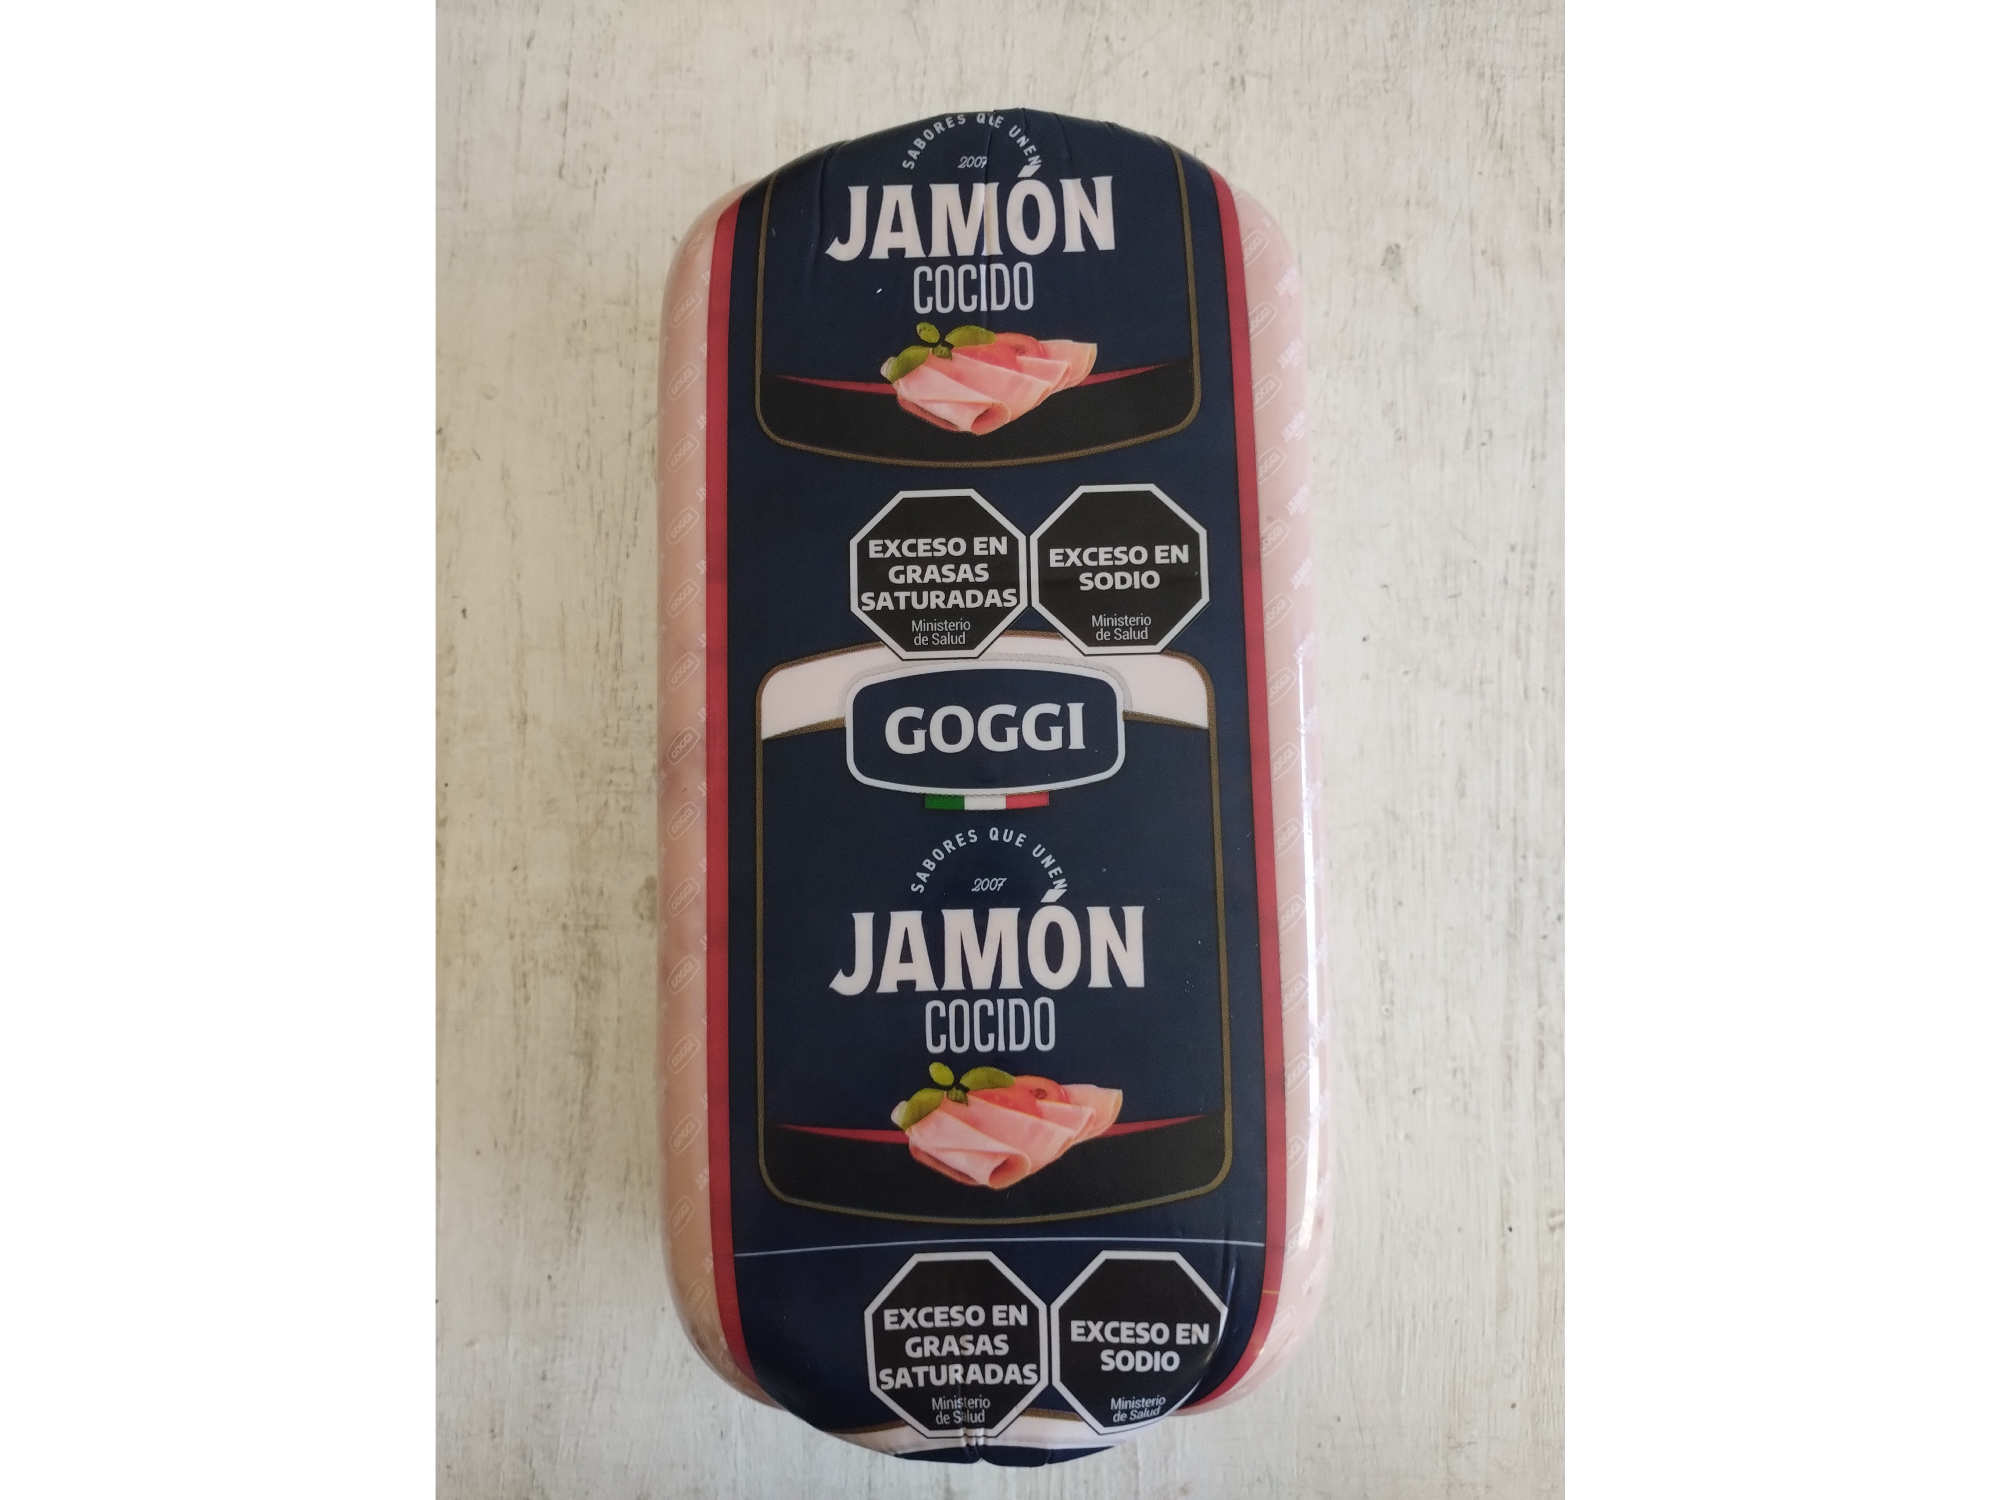 SABORES QUE UNEN
2007
JAMÓN
COCIDO
EXCESO EN
GRASAS
SATURADAS
Ministerio
de Salud
EXCESO EN
SODIO
Ministerio
de Salud
GOGGI
SABORES QUE UNEN
2007
JAMÓN
COCIDO
EXCESO EN
GRASAS
SATURADAS
Ministerio
de Salud
EXCESO EN
SODIO
Ministerio
de Salud